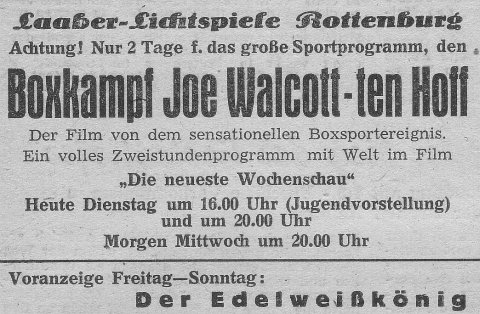 Laaber-Lichtspiele Rottenburg
Achtung! Nur 2 Tage f. das große Sportprogramm, den
Boxkampf Joe Walcott-ten Hoff
Der Film von dem sensationellen Boxsportereignis.
Ein volles Zweistundenprogramm mit Welt im Film
„Die neueste Wochenschau“
Heute Dienstag um 16.00 Uhr (Jugendvorstellung)
und um 20.00 Uhr
Morgen Mittwoch um 20.00 Uhr
Voranzeige Freitag—Sonntag:
Der Edelweißkönig